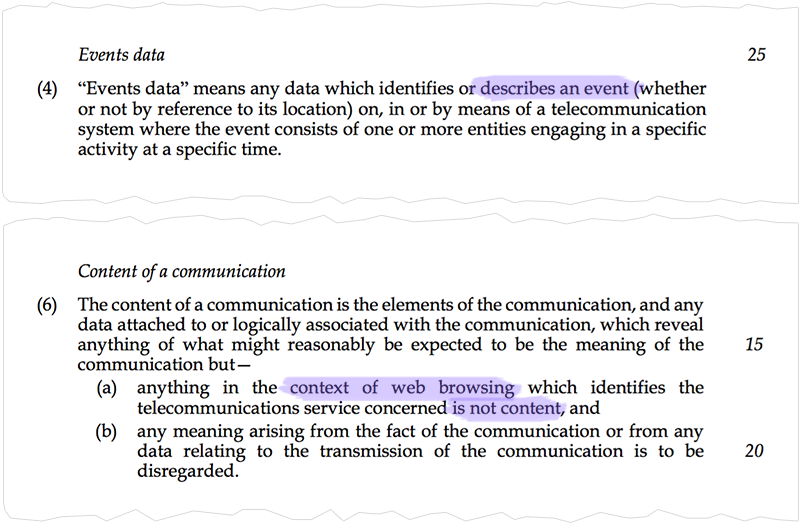 Events data 25
(4) “Events data” means any data which identifies or describes an event (whether
or not by reference to its location) on, in or by means of a telecommunication
system where the event consists of one or more entities engaging in a specific
activity at a specific time.
Content of a communication
(6) The content of a communication is the elements of the communication, and any
data attached to or logically associated with the communication, which reveal
anything of what might reasonably be expected to be the meaning of the 15
communication but—
(a) anything in the context of web browsing which identifies the
telecommunications service concerned is not content, and
(b) any meaning arising from the fact of the communication or from any
data relating to the transmission of the communication is to be 20
disregarded.